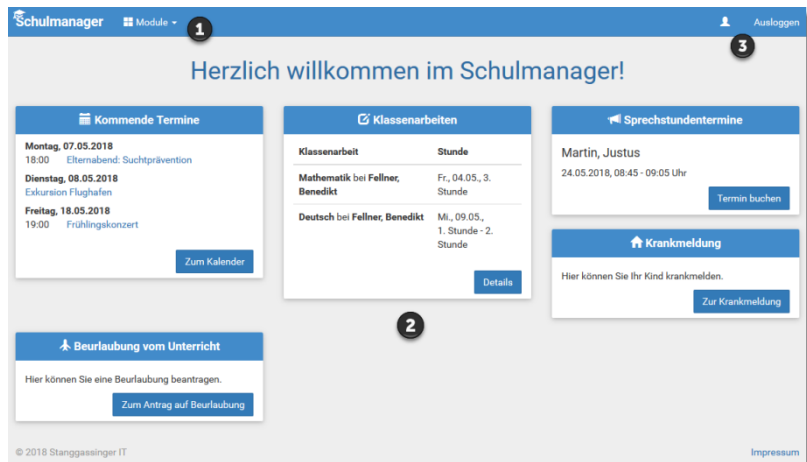 Schulmanager Module 1 Ausloggen
3
Herzlich willkommen im Schulmanager!
Kommende Termine
Montag, 07.05.2018
18:00 Elternabend: Suchtprävention
Dienstag, 08.05.2018
Exkursion Flughafen
Freitag, 18.05.2018
19:00 Frühlingskonzert
Zum Kalender
Klassenarbeiten
Klassenarbeit Stunde
Mathematik bei Fellner, Fr., 04.05., 3.
Benedikt Stunde
Deutsch bei Fellner, Benedikt Mi., 09.05.,
1. Stunde - 2.
Stunde
Details
2
Sprechstundentermine
Martin, Justus
24.05.2018, 08:45 - 09:05 Uhr
Termin buchen
Krankmeldung
Hier können Sie Ihr Kind krankmelden.
Zur Krankmeldung
Beurlaubung vom Unterricht
Hier können Sie eine Beurlaubung beantragen.
Zum Antrag auf Beurlaubung
© 2018 Stanggassinger IT Impressum